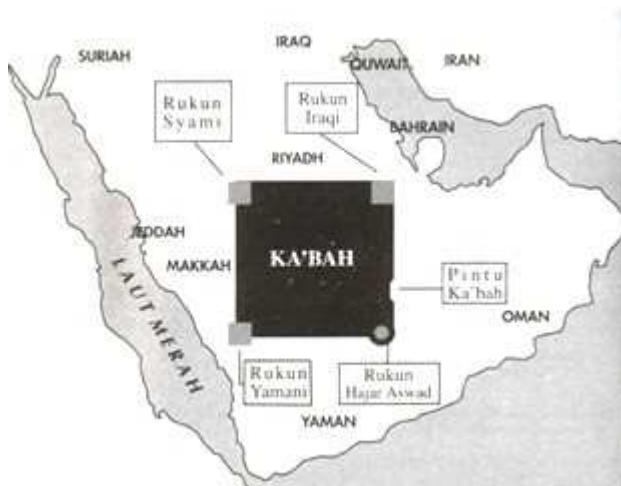 IRAQ
SURIAH
QUWAIT
IRAN
Rukun
Syami
Rukun
Iraqi
BAHRAIN
RIYADH
JEDDAH
MAKKAH
KA'BAH
Pintu
Ka'bah
LAUT MERAH
OMAN
Rukun
Yamani
Rukun
Hajar Aswad
YAMAN